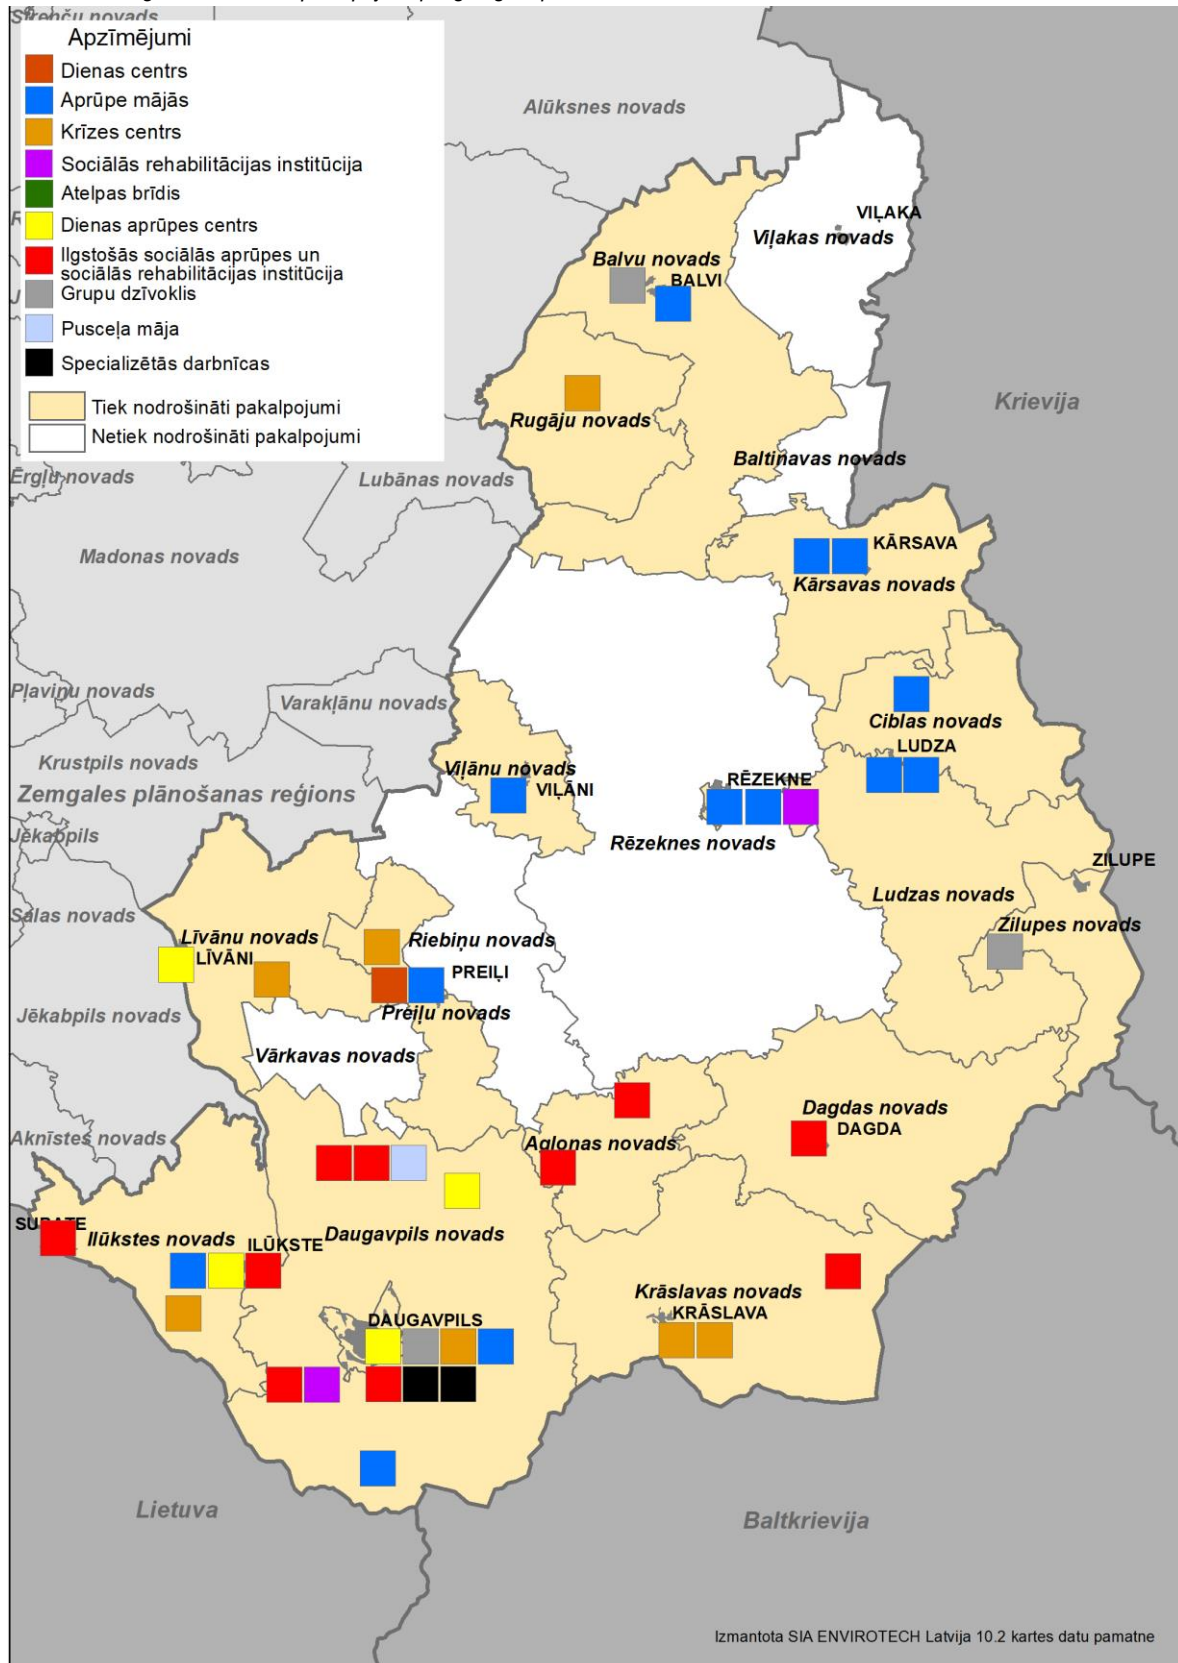 Strenču novads
Apzīmējumi
Dienas centrs
Aprūpe mājās
Krīzes centrs
Sociālās rehabilitācijas institūcija
Atelpas brīdis
Dienas aprūpes centrs
Ilgstošās sociālās aprūpes un
sociālās rehabilitācijas institūcija
Grupu dzīvoklis
Pusceļa māja
Specializētās darbnīcas
Tiek nodrošināti pakalpojumi
Netiek nodrošināti pakalpojumi
Alūksnes novads
VIĻAKA
Viļakas novads
Balvu novads
BALVI
Krievija
Rugāju novads
Baltinavas novads
Ērgļu novads
Lubānas novads
Madonas novads
KĀRSAVA
Kārsavas novads
Pļaviņu novads
Varakļānu novads
Ciblas novads
LUDZA
Krustpils novads
Viļānu novads
VIĻĀNI
RĒZEKNE
Zemgales plānošanas reģions
Jēkabpils
Rēzeknes novads
ZILUPE
Ludzas novads
Salas novads
Zilupes novads
Līvānu novads
LĪVĀNI
Riebiņu novads
PREIĻI
Jēkabpils novads
Preiļu novads
Vārkavas novads
Dagdas novads
DAGDA
Aknīstes novads
Aglonas novads
SUBATE
Ilūkstes novads
ILŪKSTE
Daugavpils novads
Krāslavas novads
KRĀSLAVA
DAUGAVPILS
Lietuva
Baltkrievija
Izmantota SIA ENVIROTECH Latvija 10.2 kartes datu pamatne